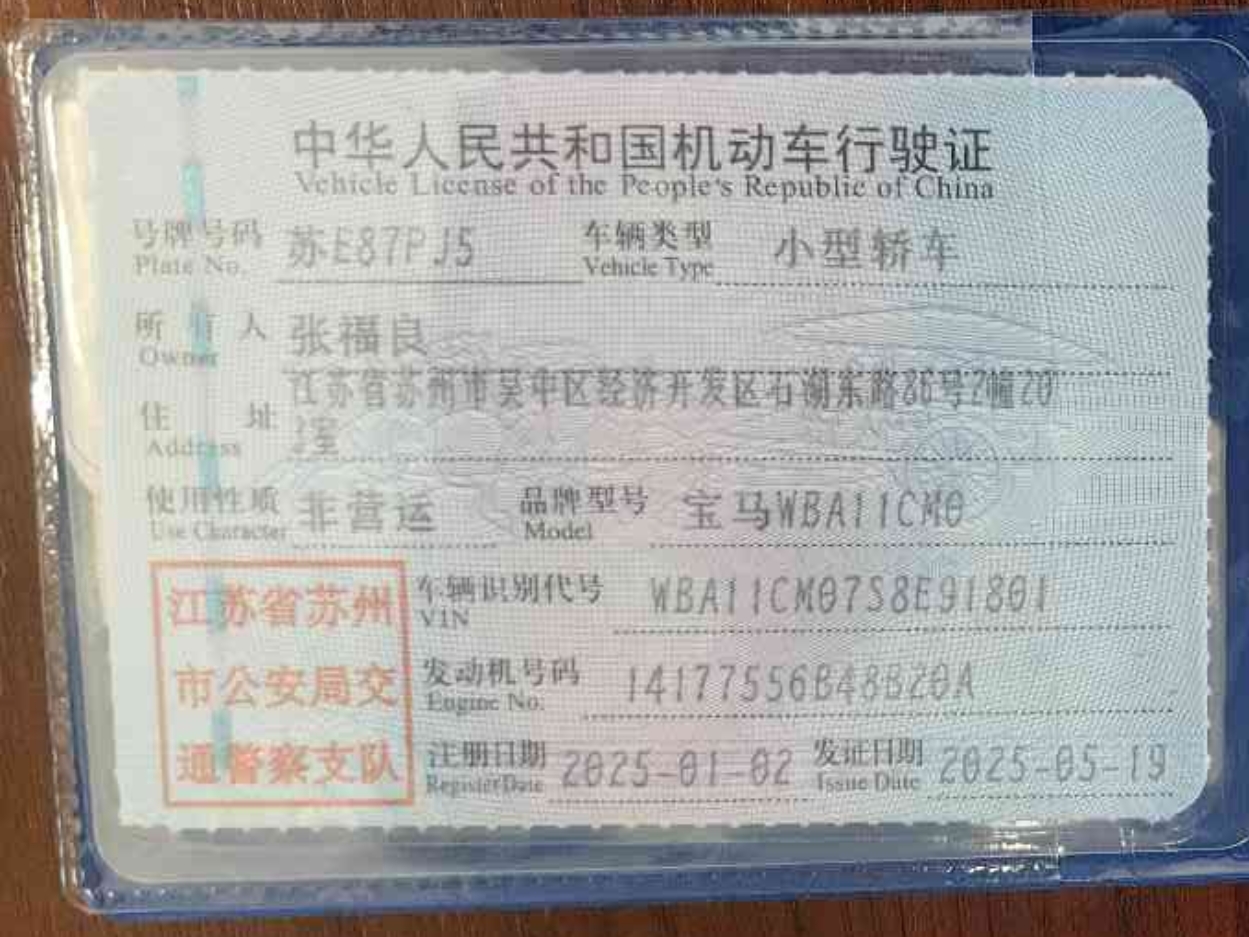 中华人民共和国机动车行驶证
Vehicle License of the People's Republic of China
号牌号码 苏E87PJ5 车辆类型 小型轿车
Plate No. Vehicle Type
所有人 张福良
Owner
江苏省苏州市吴中区经济开发区石湖东路86号2幢20
住址 室
Address
使用性质 非营运 品牌型号 宝马WBA11CM0
Use Character Model
江苏省苏州 车辆识别代号 WBA11CM07S8E91801
VIN
市公安局交 发动机号码 14177556B48B20A
Engine No.
通警察支队 注册日期 2025-01-02 发证日期 2025-05-19
Register Date Issue Date